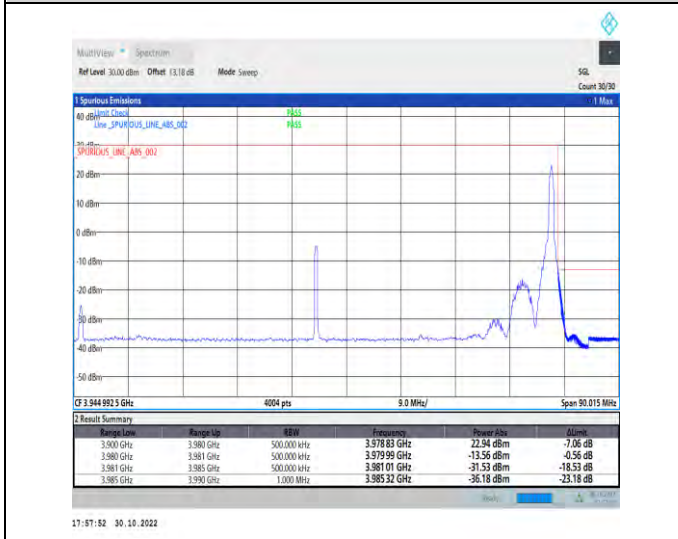 MultiView Spectrum
Ref Level 30.00 dBm Offset 13.18 dB Mode Sweep SGL
Count 30/30
1 Spurious Emissions 1 Max
40 dBm Limit Check PASS
Line _SPURIOUS_LINE_ABS_002 PASS
_SPURIOUS_LINE_ABS_002
10 dBm
0 dBm
-10 dBm
-20 dBm
-30 dBm
-40 dBm
-50 dBm
CF 3.944 992 5 GHz 4004 pts 9.0 MHz/ Span 90.015 MHz
2 Result Summary
Range Low Range Up RBW Frequency Power Abs ΔLimit
3.900 GHz 3.980 GHz 500.000 kHz 3.978 83 GHz 22.94 dBm -7.06 dB
3.980 GHz 3.981 GHz 500.000 kHz 3.979 99 GHz -13.56 dBm -0.56 dB
3.981 GHz 3.985 GHz 500.000 kHz 3.981 01 GHz -31.53 dBm -18.53 dB
3.985 GHz 3.990 GHz 1.000 MHz 3.985 32 GHz -36.18 dBm -23.18 dB
17:57:52 30.10.2022